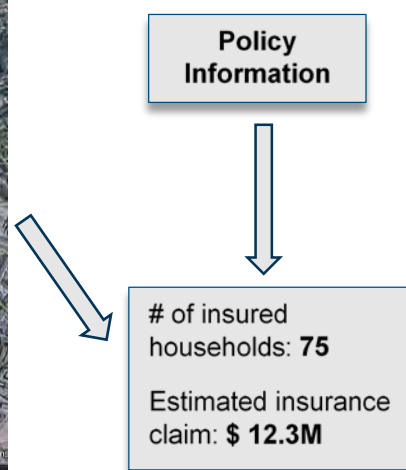 Policy
Information
# of insured
households: 75
Estimated insurance
claim: $ 12.3M